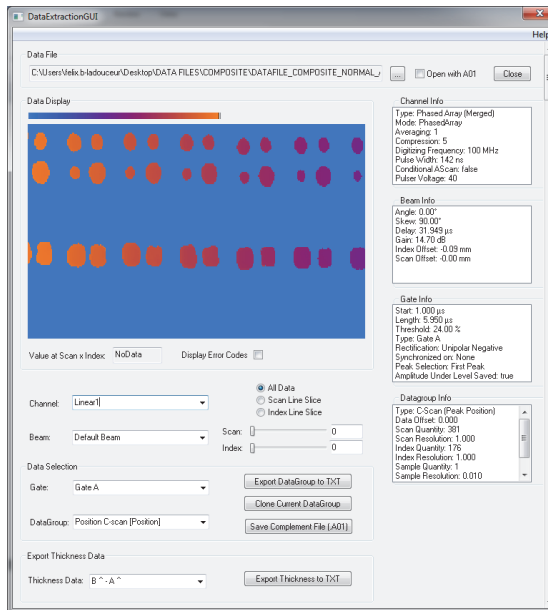 DataExtractionGUI
Help
Data File
C:\Users\felix.b-ladouceur\Desktop\DATA FILES\COMPOSITE\DATAFILE_COMPOSITE_NORMAL_
...
Open with A01
Close
Data Display
Value at Scan x Index:
NoData
Display Error Codes
Channel:
Linear1
Beam:
Default Beam
All Data
Scan Line Slice
Index Line Slice
Scan:
0
Index:
0
Data Selection
Gate:
Gate A
DataGroup:
Position C-scan [Position]
Export DataGroup to TXT
Clone Current DataGroup
Save Complement File (.A01)
Export Thickness Data
Thickness Data:
B ^ - A ^
Export Thickness to TXT
Channel Info
Type: Phased Array (Merged)
Mode: PhasedArray
Averaging: 1
Compression: 5
Digitizing Frequency: 100 MHz
Pulse Width: 142 ns
Conditional AScan: false
Pulser Voltage: 40
Beam Info
Angle: 0.00°
Skew: 90.00°
Delay: 31.949 µs
Gain: 14.70 dB
Index Offset: -0.09 mm
Scan Offset: -0.00 mm
Gate Info
Start: 1.000 µs
Length: 5.950 µs
Threshold: 24.00 %
Type: Gate A
Rectification: Unipolar Negative
Synchronized on: None
Peak Selection: First Peak
Amplitude Under Level Saved: true
Datagroup Info
Type: C-Scan (Peak Position)
Data Offset: 0.000
Scan Quantity: 381
Scan Resolution: 1.000
Index Quantity: 176
Index Resolution: 1.000
Sample Quantity: 1
Sample Resolution: 0.010